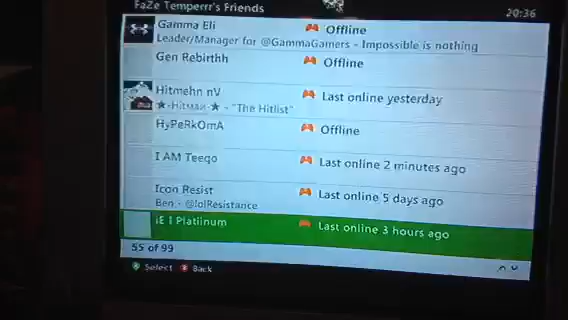 FaZe Temperrr's Friends
20:36
Gamma Eli
Offline
Leader/Manager for @GammaGamers - Impossible is nothing
Gen Rebirthh
Offline
Hitmehn nV
Last online yesterday
"The Hitlist"
HyPeRkOmA
Offline
I AM Teeqo
Last online 2 minutes ago
Icon Resist
Last online 5 days ago
Ben - @lolResistance
iE I Platiinum
Last online 3 hours ago
55 of 99
Select
Back